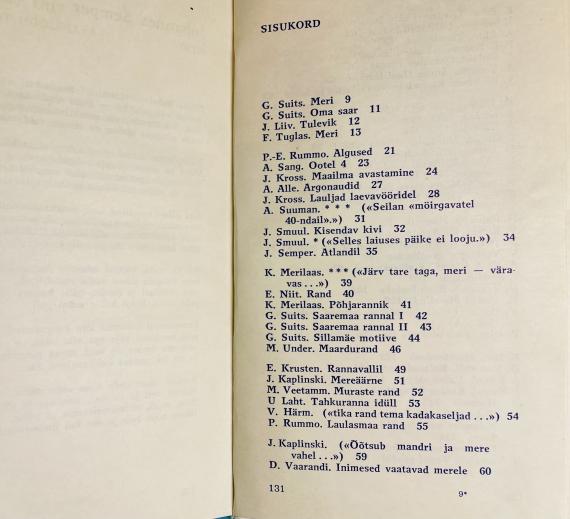 SISUKORD
G. Suits. Meri 9
G. Suits. Oma saar 11
J. Liiv. Tulevik 12
F. Tuglas. Meri 13
P.-E. Rummo. Algused 21
A. Sang. Ootel 4 23
J. Kross. Maailma avastamine 24
A. Alle. Argonaudid 27
J. Kross. Lauljad laevavööridel 28
A. Suuman. * * * («Seilan «möirgavatel
40-ndail».») 31
J. Smuul. Kisendav kivi 32
J. Smuul. * («Selles laiuses päike ei looju.») 34
J. Semper. Atlandil 35
K. Merilaas. * * * («Järv tare taga, meri — vära-
vas...») 39
E. Niit. Rand 40
K. Merilaas. Põhjarannik 41
G. Suits. Saaremaa rannal I 42
G. Suits. Saaremaa rannal II 43
G. Suits. Sillamäe motiive 44
M. Under. Maardurand 46
E. Krusten. Rannavallil 49
J. Kaplinski. Mereäärne 51
M. Veetamm. Muraste rand 52
U Laht. Tahkuranna idüll 53
V. Härm. («tika rand tema kadakaseljad...») 54
P. Rummo. Laulasmaa rand 55
J. Kaplinski. («Öötsub mandri ja mere
vahel...») 59
D. Vaarandi. Inimesed vaatavad merele 60
131
9*